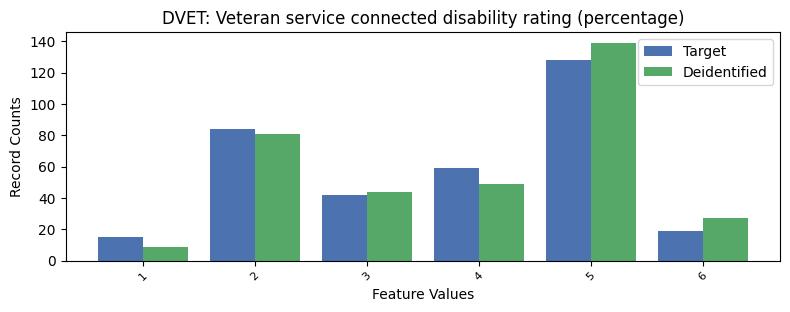 DVET: Veteran service connected disability rating (percentage)
Target
Deidentified
Record Counts
140
120
100
80
60
40
20
0
1 2 3 4 5 6
Feature Values